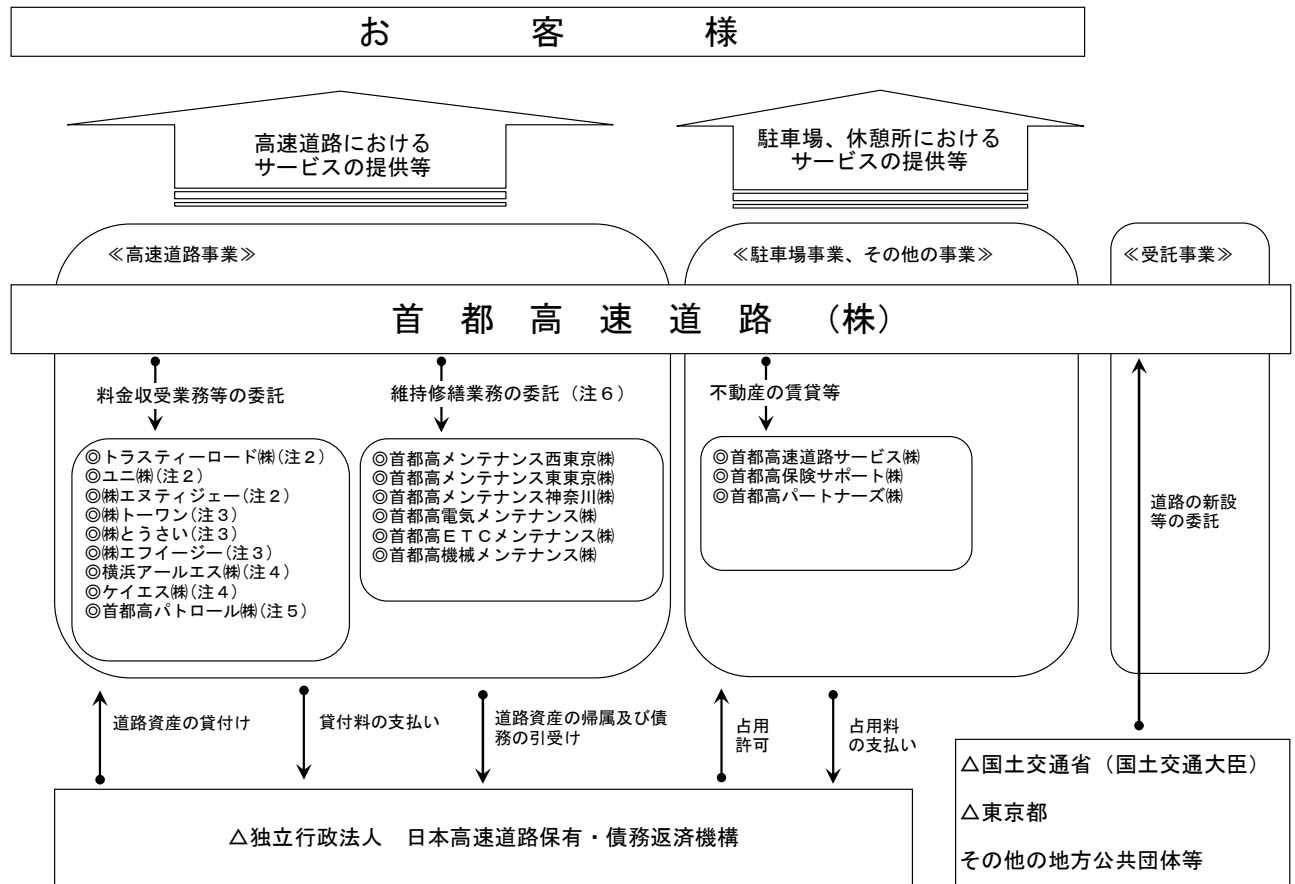 お 客 様
高速道路における
サービスの提供等
駐車場、休憩所における
サービスの提供等
≪高速道路事業≫
≪駐車場事業、その他の事業≫
≪受託事業≫
首 都 高 速 道 路 （株）
料金収受業務等の委託
維持修繕業務の委託（注６）
不動産の賃貸等
◎トラスティーロード㈱(注２)
◎ユニ㈱(注２)
◎㈱エヌティジェー(注２)
◎㈱トーワン(注３)
◎㈱とうさい(注３)
◎㈱エフイージー(注３)
◎横浜アールエス㈱(注４)
◎ケイエス㈱(注４)
◎首都高パトロール㈱(注５)
◎首都高メンテナンス西東京㈱
◎首都高メンテナンス東東京㈱
◎首都高メンテナンス神奈川㈱
◎首都高電気メンテナンス㈱
◎首都高ＥＴＣメンテナンス㈱
◎首都高機械メンテナンス㈱
◎首都高速道路サービス㈱
◎首都高保険サポート㈱
◎首都高パートナーズ㈱
道路の新設
等の委託
道路資産の貸付け
貸付料の支払い
道路資産の帰属及び債
務の引受け
占用
許可
占用料
の支払い
△独立行政法人　日本高速道路保有・債務返済機構
△国土交通省（国土交通大臣）
△東京都
その他の地方公共団体等